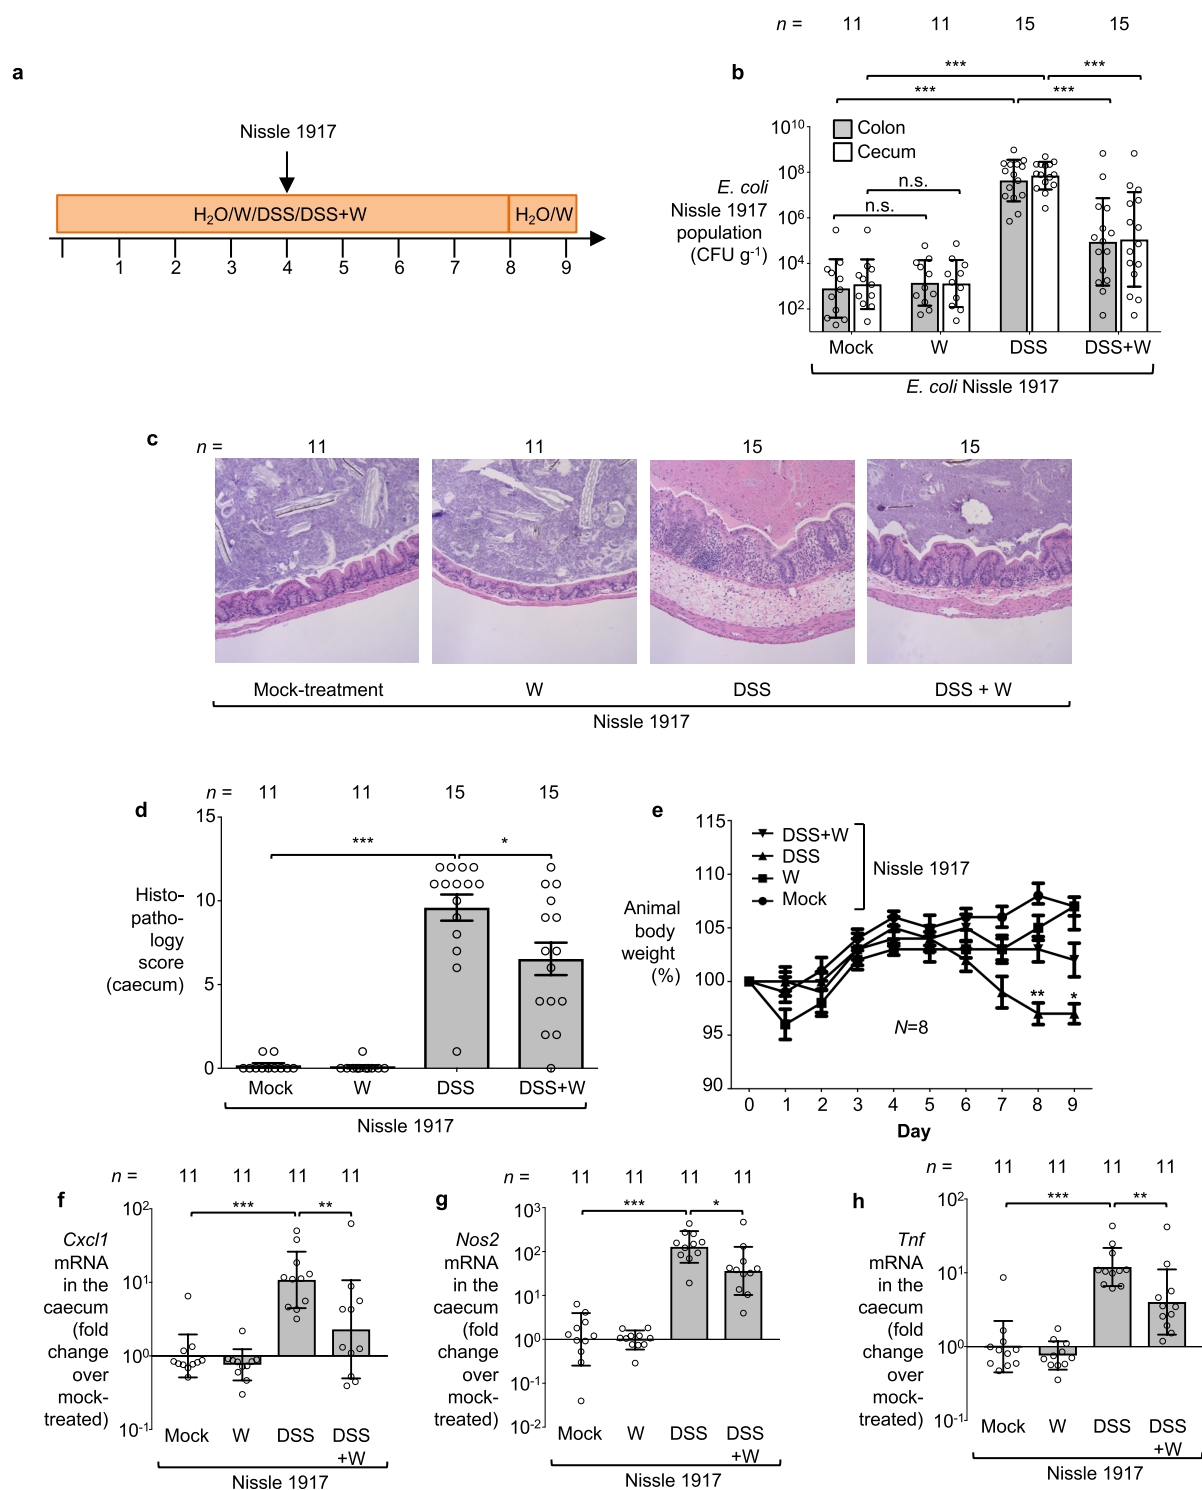 a
Nissle 1917
H2O/W/DSS/DSS+W
H2O/W
1 2 3 4 5 6 7 8 9
n = 11 11 15 15
b
*** ***
*** ***
10^10
10^8
10^6
10^4
10^2
Colon
Cecum
E. coli
Nissle 1917
population
(CFU g-1)
n.s.
n.s.
Mock W DSS DSS+W
E. coli Nissle 1917
c
n = 11 11 15 15
Mock-treatment W DSS DSS + W
Nissle 1917
d
n = 11 11 15 15
*** *
15
10
5
0
Histo-
patho-
logy
score
(caecum)
Mock W DSS DSS+W
Nissle 1917
e
115
110
105
100
95
90
Animal
body
weight
(%)
DSS+W
DSS
W
Mock
Nissle 1917
** *
N=8
0 1 2 3 4 5 6 7 8 9
Day
f
n = 11 11 11 11
*** **
10^2
10^1
10^0
10^-1
Cxcl1
mRNA
in the
caecum
(fold
change
over
mock-
treated)
Mock W DSS DSS
+W
Nissle 1917
g
n = 11 11 11 11
*** *
10^3
10^2
10^1
10^0
10^-1
10^-2
Nos2
mRNA
in the
caecum
(fold
change
over
mock-
treated)
Mock W DSS DSS
+W
Nissle 1917
h
n = 11 11 11 11
*** **
10^2
10^1
10^0
10^-1
Tnf
mRNA
in the
caecum
(fold
change
over
mock-
treated)
Mock W DSS DSS
+W
Nissle 1917